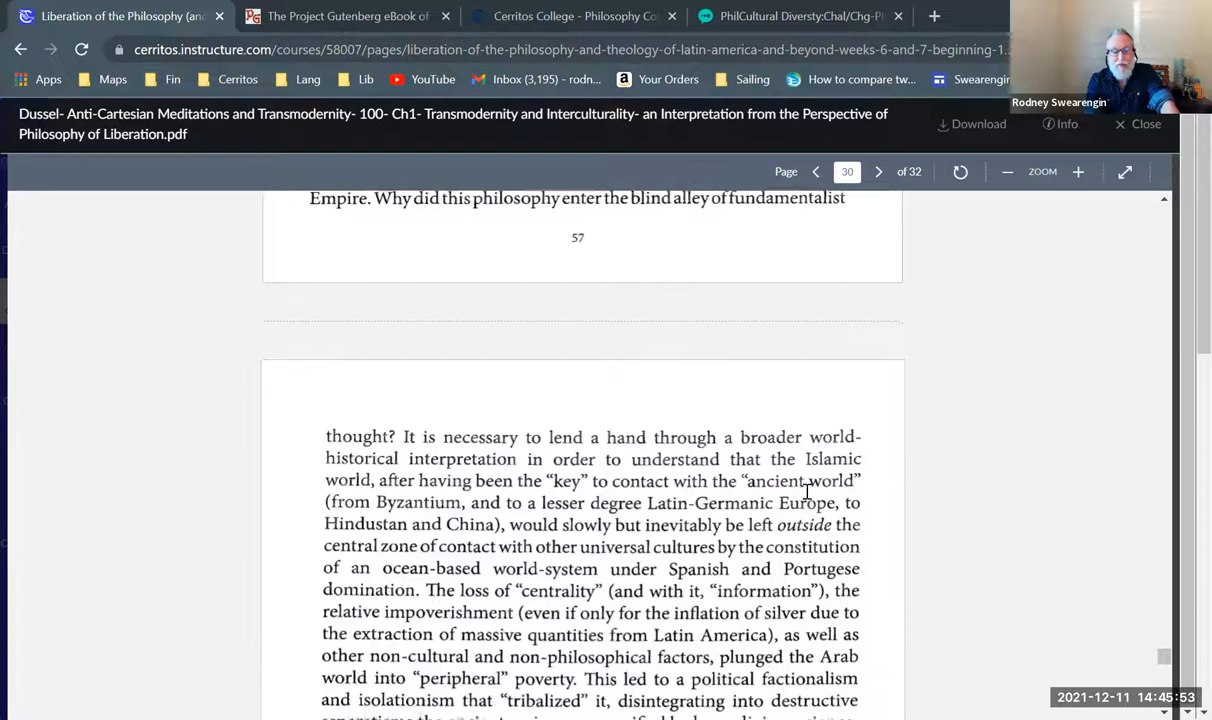 Liberation of the Philosophy (and
The Project Gutenberg eBook of
Cerritos College - Philosophy Co
PhilCultural Diversty:Chal/Chg-P
cerritos.instructure.com/courses/58007/pages/liberation-of-the-philosophy-and-theology-of-latin-america-and-beyond-weeks-6-and-7-beginning-1...
Apps
Maps
Fin
Cerritos
Lang
Lib
YouTube
Inbox (3,195) - rodn...
Your Orders
Sailing
How to compare tw...
Swearengin
Rodney Swearengin
Dussel- Anti-Cartesian Meditations and Transmodernity- 100- Ch1- Transmodernity and Interculturality- an Interpretation from the Perspective of
Philosophy of Liberation.pdf
Download
Info
Close
Page
30
of 32
ZOOM
Empire. Why did this philosophy enter the blind alley of fundamentalist
57
thought? It is necessary to lend a hand through a broader world-
historical interpretation in order to understand that the Islamic
world, after having been the “key” to contact with the “ancient world”
(from Byzantium, and to a lesser degree Latin-Germanic Europe, to
Hindustan and China), would slowly but inevitably be left outside the
central zone of contact with other universal cultures by the constitution
of an ocean-based world-system under Spanish and Portugese
domination. The loss of “centrality” (and with it, “information”), the
relative impoverishment (even if only for the inflation of silver due to
the extraction of massive quantities from Latin America), as well as
other non-cultural and non-philosophical factors, plunged the Arab
world into “peripheral” poverty. This led to a political factionalism
and isolationism that “tribalized” it, disintegrating into destructive
2021-12-11 14:45:53